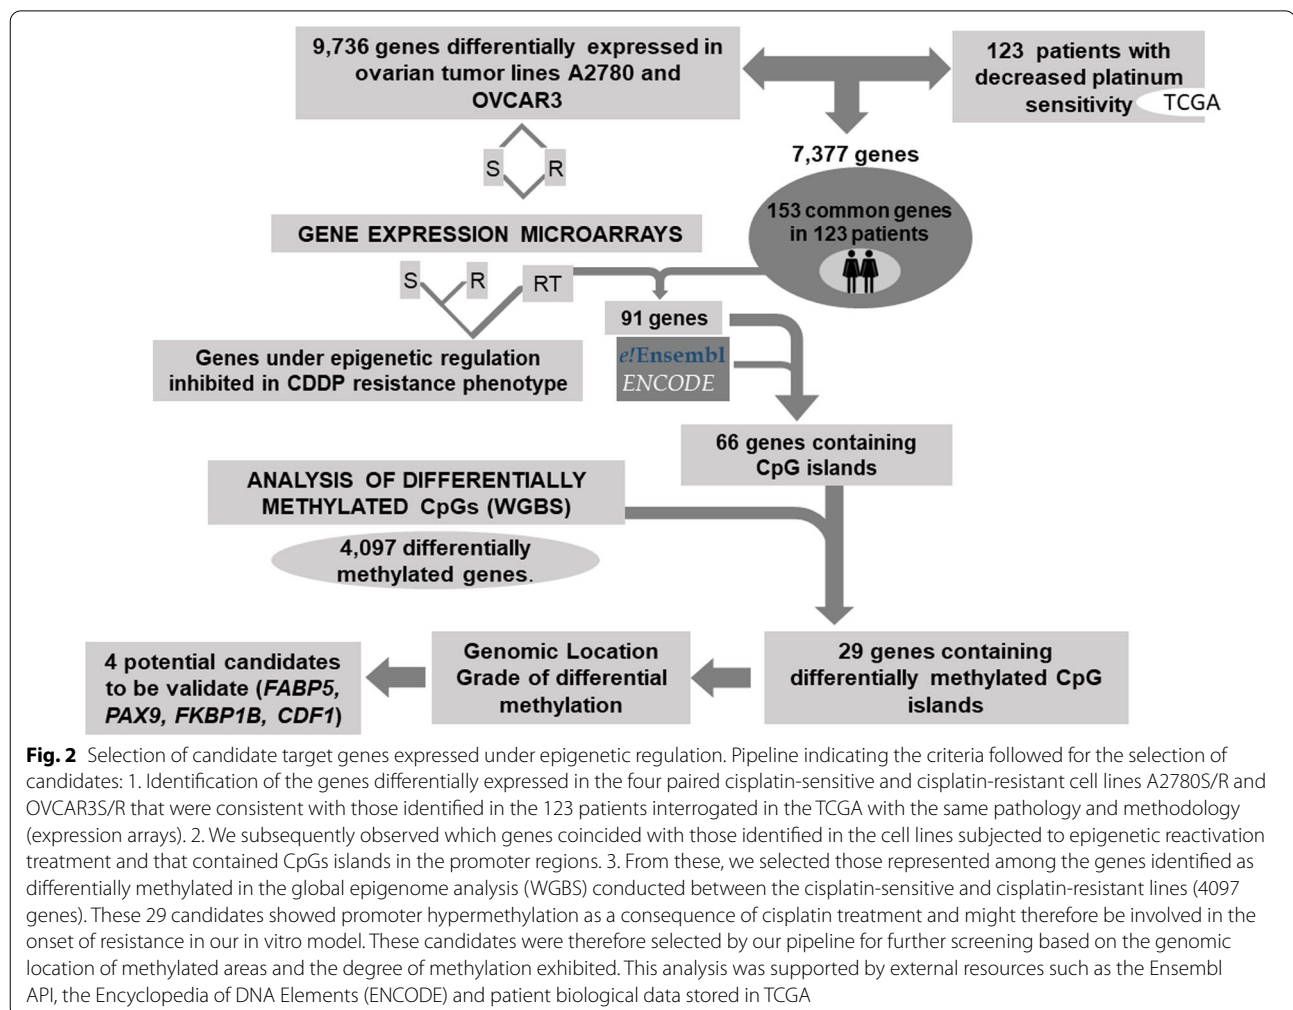 9,736 genes differentially expressed in
ovarian tumor lines A2780 and
OVCAR3
123 patients with
decreased platinum
sensitivity
TCGA
S
R
7,377 genes
153 common genes
in 123 patients
GENE EXPRESSION MICROARRAYS
S
R
RT
91 genes
Genes under epigenetic regulation
inhibited in CDDP resistance phenotype
e!Ensembl
ENCODE
66 genes containing
CpG islands
ANALYSIS OF DIFFERENTIALLY
METHYLATED CpGs (WGBS)
4,097 differentially
methylated genes.
4 potential candidates
to be validate (FABP5,
PAX9, FKBP1B, CDF1)
Genomic Location
Grade of differential
methylation
29 genes containing
differentially methylated CpG
islands
Fig. 2 Selection of candidate target genes expressed under epigenetic regulation. Pipeline indicating the criteria followed for the selection of
candidates: 1. Identification of the genes differentially expressed in the four paired cisplatin-sensitive and cisplatin-resistant cell lines A2780S/R and
OVCAR3S/R that were consistent with those identified in the 123 patients interrogated in the TCGA with the same pathology and methodology
(expression arrays). 2. We subsequently observed which genes coincided with those identified in the cell lines subjected to epigenetic reactivation
treatment and that contained CpGs islands in the promoter regions. 3. From these, we selected those represented among the genes identified as
differentially methylated in the global epigenome analysis (WGBS) conducted between the cisplatin-sensitive and cisplatin-resistant lines (4097
genes). These 29 candidates showed promoter hypermethylation as a consequence of cisplatin treatment and might therefore be involved in the
onset of resistance in our in vitro model. These candidates were therefore selected by our pipeline for further screening based on the genomic
location of methylated areas and the degree of methylation exhibited. This analysis was supported by external resources such as the Ensembl
API, the Encyclopedia of DNA Elements (ENCODE) and patient biological data stored in TCGA